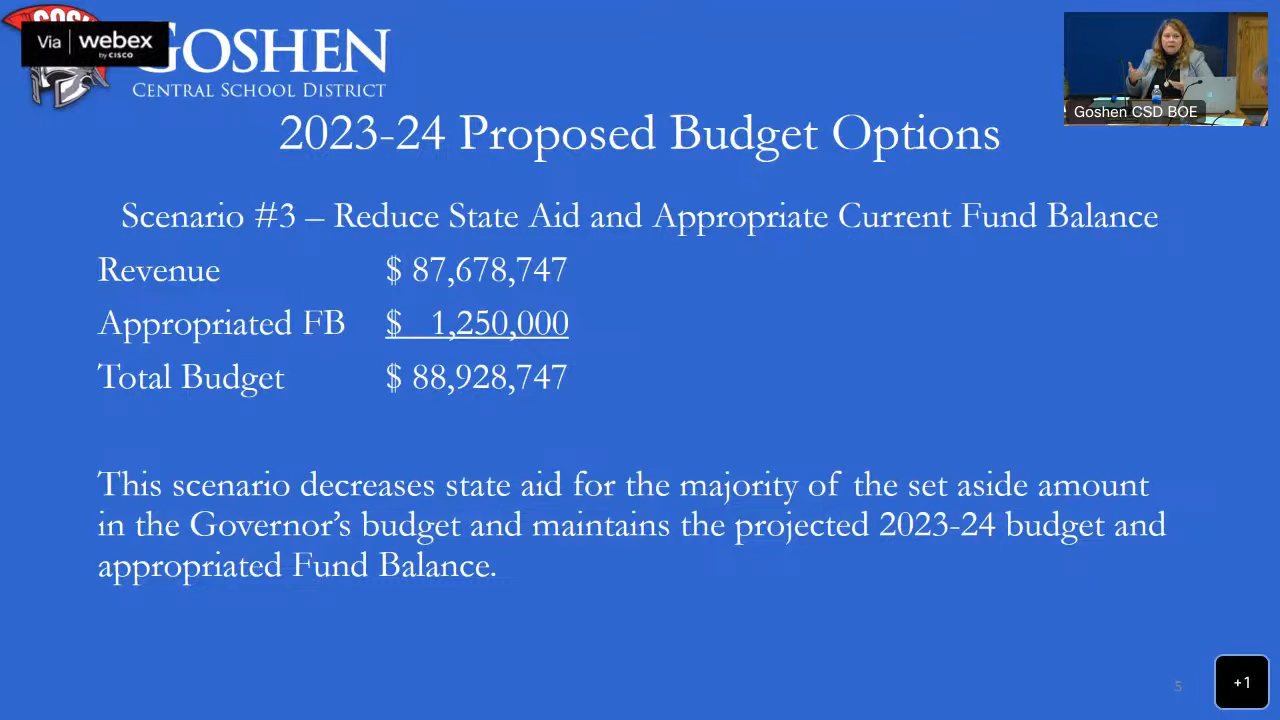 GOSH
Via webex
by CISCO
GOSHEN
CENTRAL SCHOOL DISTRICT
Goshen CSD BOE
2023-24 Proposed Budget Options
Scenario #3 – Reduce State Aid and Appropriate Current Fund Balance
Revenue $ 87,678,747
Appropriated FB $ 1,250,000
Total Budget $ 88,928,747
This scenario decreases state aid for the majority of the set aside amount
in the Governor’s budget and maintains the projected 2023-24 budget and
appropriated Fund Balance.
5
+1